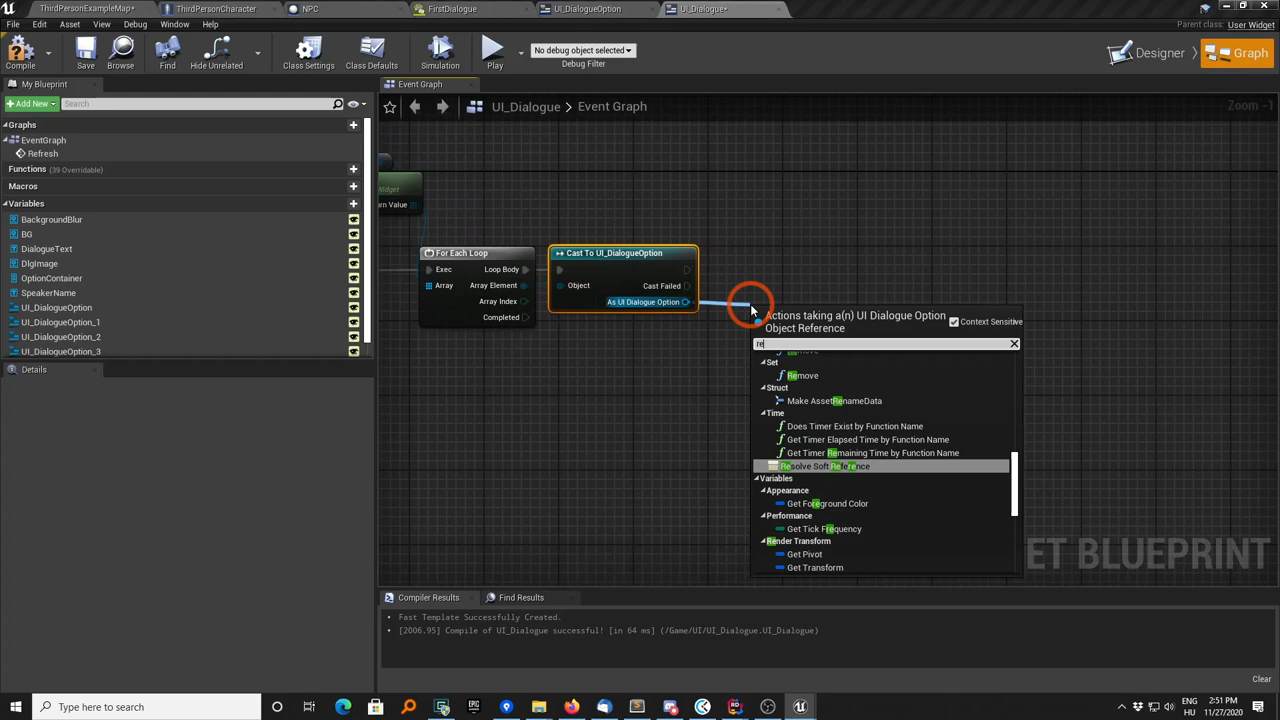 ThirdPersonExampleMap*
ThirdPersonCharacter
NPC
FirstDialogue
UI_DialogueOption
UI_Dialogue*
File Edit Asset View Debug Window Help
Parent class: User Widget
Compile
Save
Browse
Find
Hide Unrelated
Class Settings
Class Defaults
Simulation
Play
No debug object selected
Debug Filter
Designer
Graph
My Blueprint
Event Graph
+Add New
Search
UI_Dialogue > Event Graph
Zoom -1
Graphs
EventGraph
Refresh
Functions (39 Overridable)
Macros
Variables
BackgroundBlur
BG
DialogueText
DlgImage
OptionContainer
SpeakerName
UI_DialogueOption
UI_DialogueOption_1
UI_DialogueOption_2
UI_DialogueOption_3
Details
Widget
rn Value
For Each Loop
Exec Loop Body
Array Array Element
Array Index
Completed
Cast To UI_DialogueOption
Object Cast Failed
As UI Dialogue Option
Actions taking a(n) UI Dialogue Option
Object Reference
Context Sensitive
re
Set
Remove
Struct
Make AssetRenameData
Time
Does Timer Exist by Function Name
Get Timer Elapsed Time by Function Name
Get Timer Remaining Time by Function Name
Resolve Soft Reference
Variables
Appearance
Get Foreground Color
Performance
Get Tick Frequency
Render Transform
Get Pivot
Get Transform
ET BLUEPRINT
Compiler Results
Find Results
Fast Template Successfully Created.
[2006.95] Compile of UI_Dialogue successful! [in 64 ms] (/Game/UI/UI_Dialogue.UI_Dialogue)
Clear
Type here to search
ENG
HU
2:51 PM
11/27/2020